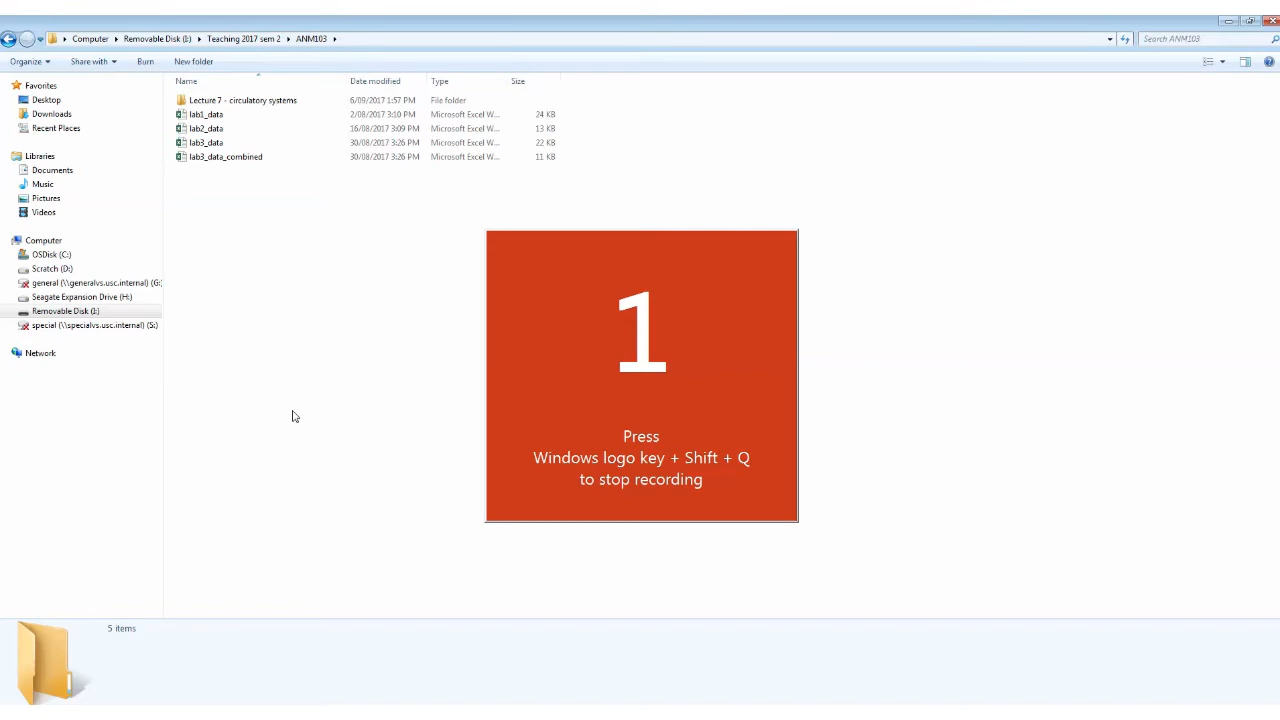 Computer Removable Disk (I:) Teaching 2017 sem 2 ANM103
Search ANM103
Organize Share with Burn New folder
Name Date modified Type Size
Favorites
Desktop
Downloads
Recent Places
Libraries
Documents
Music
Pictures
Videos
Computer
OSDisk (C:)
Scratch (D:)
general (\\generalvs.usc.internal) (G:
Seagate Expansion Drive (H:)
Removable Disk (I:)
special (\\specialvs.usc.internal) (S:)
Network
Lecture 7 - circulatory systems 6/09/2017 1:57 PM File folder
lab1_data 2/08/2017 3:10 PM Microsoft Excel W... 24 KB
lab2_data 16/08/2017 3:09 PM Microsoft Excel W... 13 KB
lab3_data 30/08/2017 3:26 PM Microsoft Excel W... 22 KB
lab3_data_combined 30/08/2017 3:26 PM Microsoft Excel W... 11 KB
1
Press
Windows logo key + Shift + Q
to stop recording
5 items